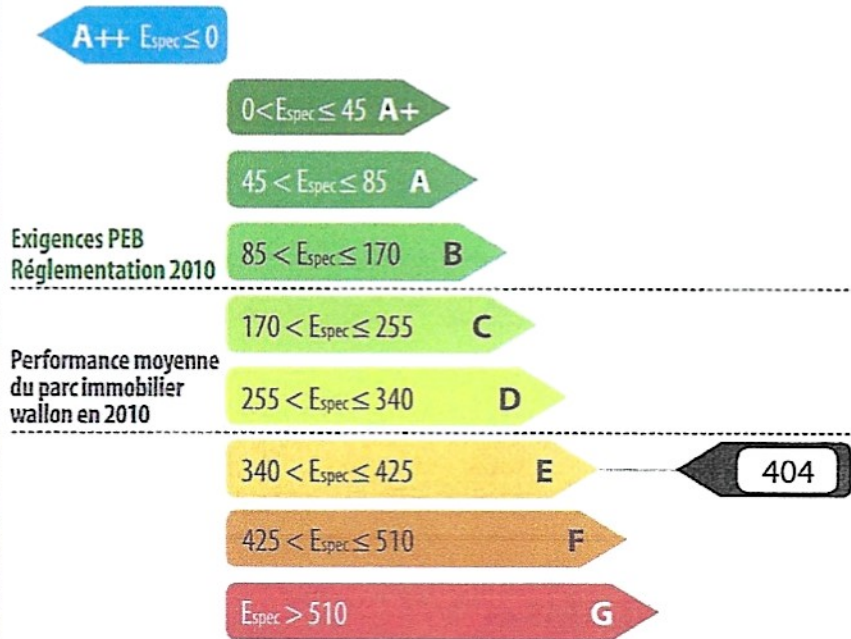 A++ Espec ≤ 0
0 < Espec ≤ 45 A+
45 < Espec ≤ 85 A
Exigences PEB
Réglementation 2010
85 < Espec ≤ 170 B
170 < Espec ≤ 255 C
Performance moyenne
du parc immobilier
wallon en 2010
255 < Espec ≤ 340 D
340 < Espec ≤ 425 E
404
425 < Espec ≤ 510 F
Espec > 510 G